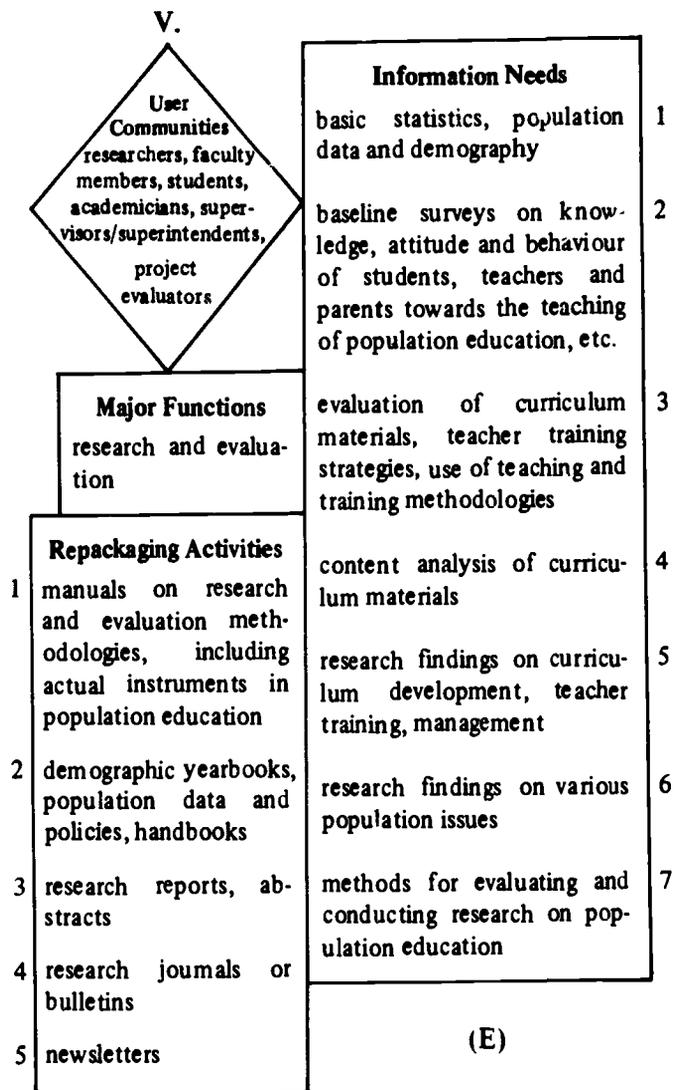 V.
User
Communities
researchers, faculty
members, students,
academicians, super-
visors/superintendents,
project
evaluators
Major Functions
research and evalua-
tion
Repackaging Activities
1 manuals on research
and evaluation meth-
odologies, including
actual instruments in
population education
2 demographic yearbooks,
population data and
policies, handbooks
3 research reports, ab-
stracts
4 research journals or
bulletins
5 newsletters
Information Needs
basic statistics, population 1
data and demography
baseline surveys on know- 2
ledge, attitude and behaviour
of students, teachers and
parents towards the teaching
of population education, etc.
evaluation of curriculum 3
materials, teacher training
strategies, use of teaching and
training methodologies
content analysis of curricu- 4
lum materials
research findings on curricu- 5
lum development, teacher
training, management
research findings on various 6
population issues
methods for evaluating and 7
conducting research on pop-
ulation education
(E)